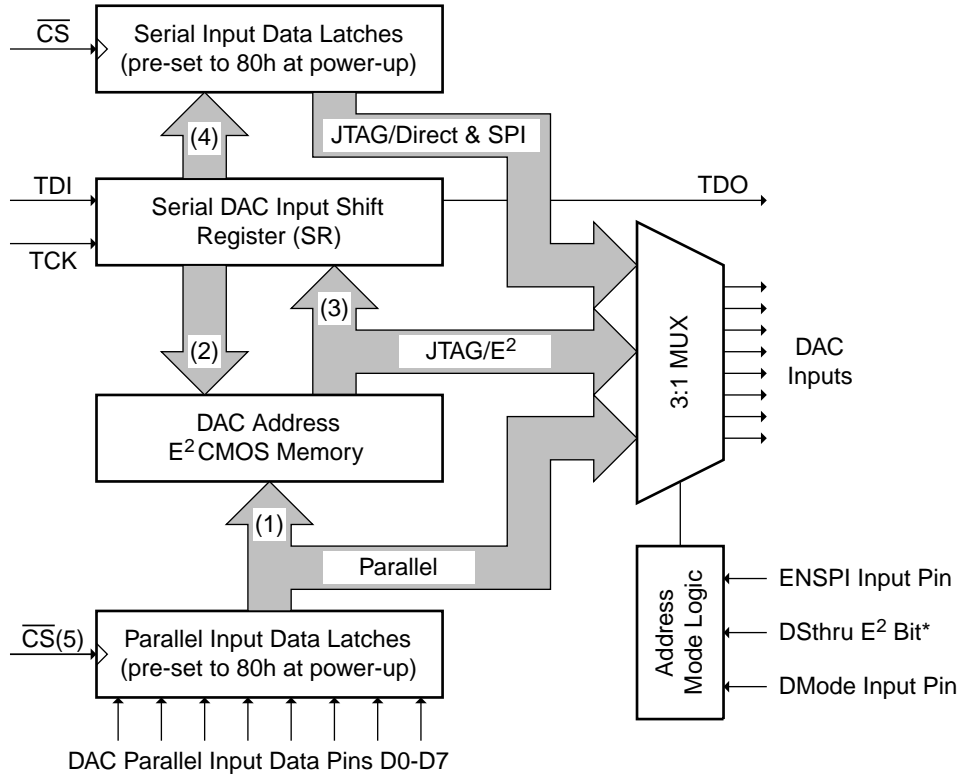 CS
Serial Input Data Latches
(pre-set to 80h at power-up)
(4)
JTAG/Direct & SPI
TDI
TDO
Serial DAC Input Shift
Register (SR)
TCK
(3)
(2)
JTAG/E²
3:1 MUX
DAC
Inputs
DAC Address
E²CMOS Memory
(1)
Parallel
Address
Mode Logic
ENSPI Input Pin
DSthru E² Bit*
DMode Input Pin
CS(5)
Parallel Input Data Latches
(pre-set to 80h at power-up)
DAC Parallel Input Data Pins D0-D7